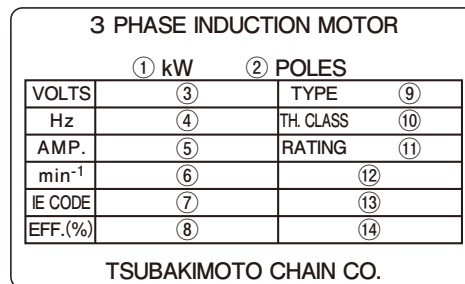 3 PHASE INDUCTION MOTOR
① kW ② POLES
VOLTS ③ TYPE ⑨
Hz ④ TH. CLASS ⑩
AMP. ⑤ RATING ⑪
min-1 ⑥ ⑫
IE CODE ⑦ ⑬
EFF.(%) ⑧ ⑭
TSUBAKIMOTO CHAIN CO.